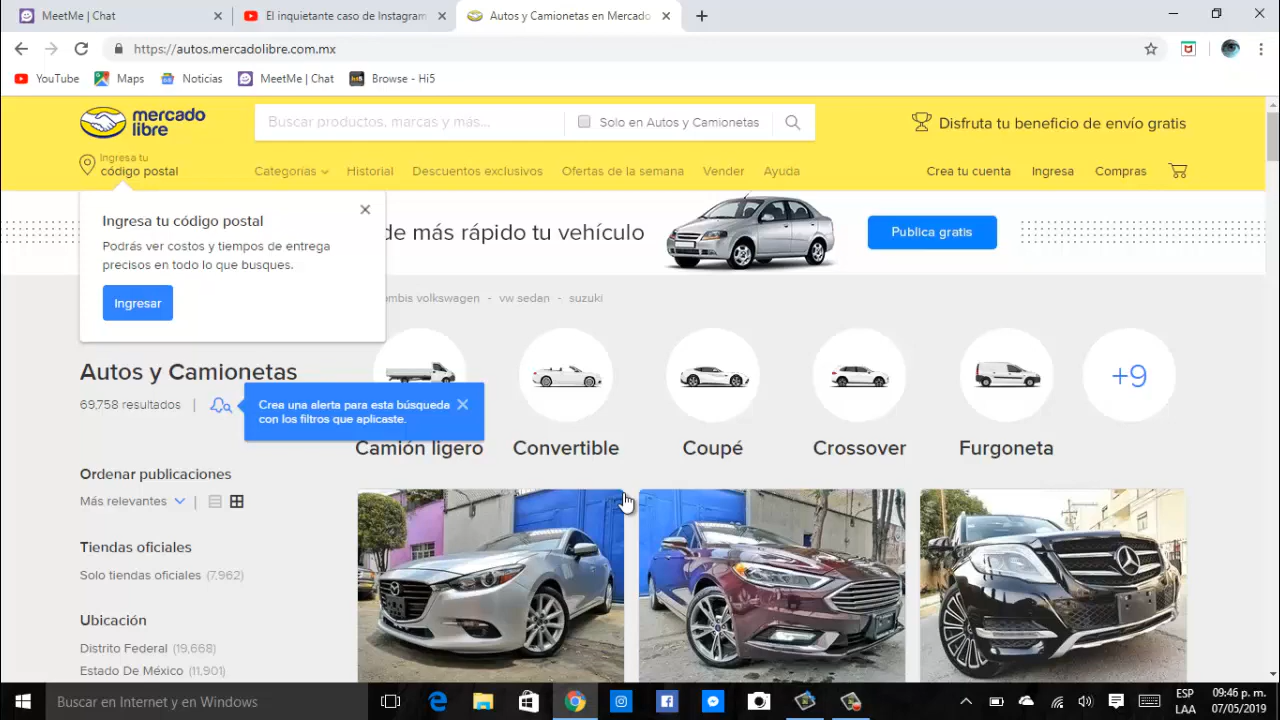 MeetMe | Chat
El inquietante caso de Instagram
Autos y Camionetas en Mercado
https://autos.mercadolibre.com.mx
YouTube
Maps
Noticias
MeetMe | Chat
hi5
Browse - Hi5
mercado
libre
Buscar productos, marcas y más...
Solo en Autos y Camionetas
Disfruta tu beneficio de envío gratis
Ingresa tu
código postal
Categorías
Historial
Descuentos exclusivos
Ofertas de la semana
Vender
Ayuda
Crea tu cuenta
Ingresa
Compras
Ingresa tu código postal
Podrás ver costos y tiempos de entrega
precisos en todo lo que busques.
Ingresar
de más rápido tu vehículo
Publica gratis
ombis volkswagen - vw sedan - suzuki
Autos y Camionetas
69,758 resultados
Crea una alerta para esta búsqueda
con los filtros que aplicaste.
+9
Camión ligero
Convertible
Coupé
Crossover
Furgoneta
Ordenar publicaciones
Más relevantes
Tiendas oficiales
Solo tiendas oficiales (7,962)
Ubicación
Distrito Federal (19,668)
Estado De México (11,901)
Buscar en Internet y en Windows
ESP
LAA
09:46 p. m.
07/05/2019